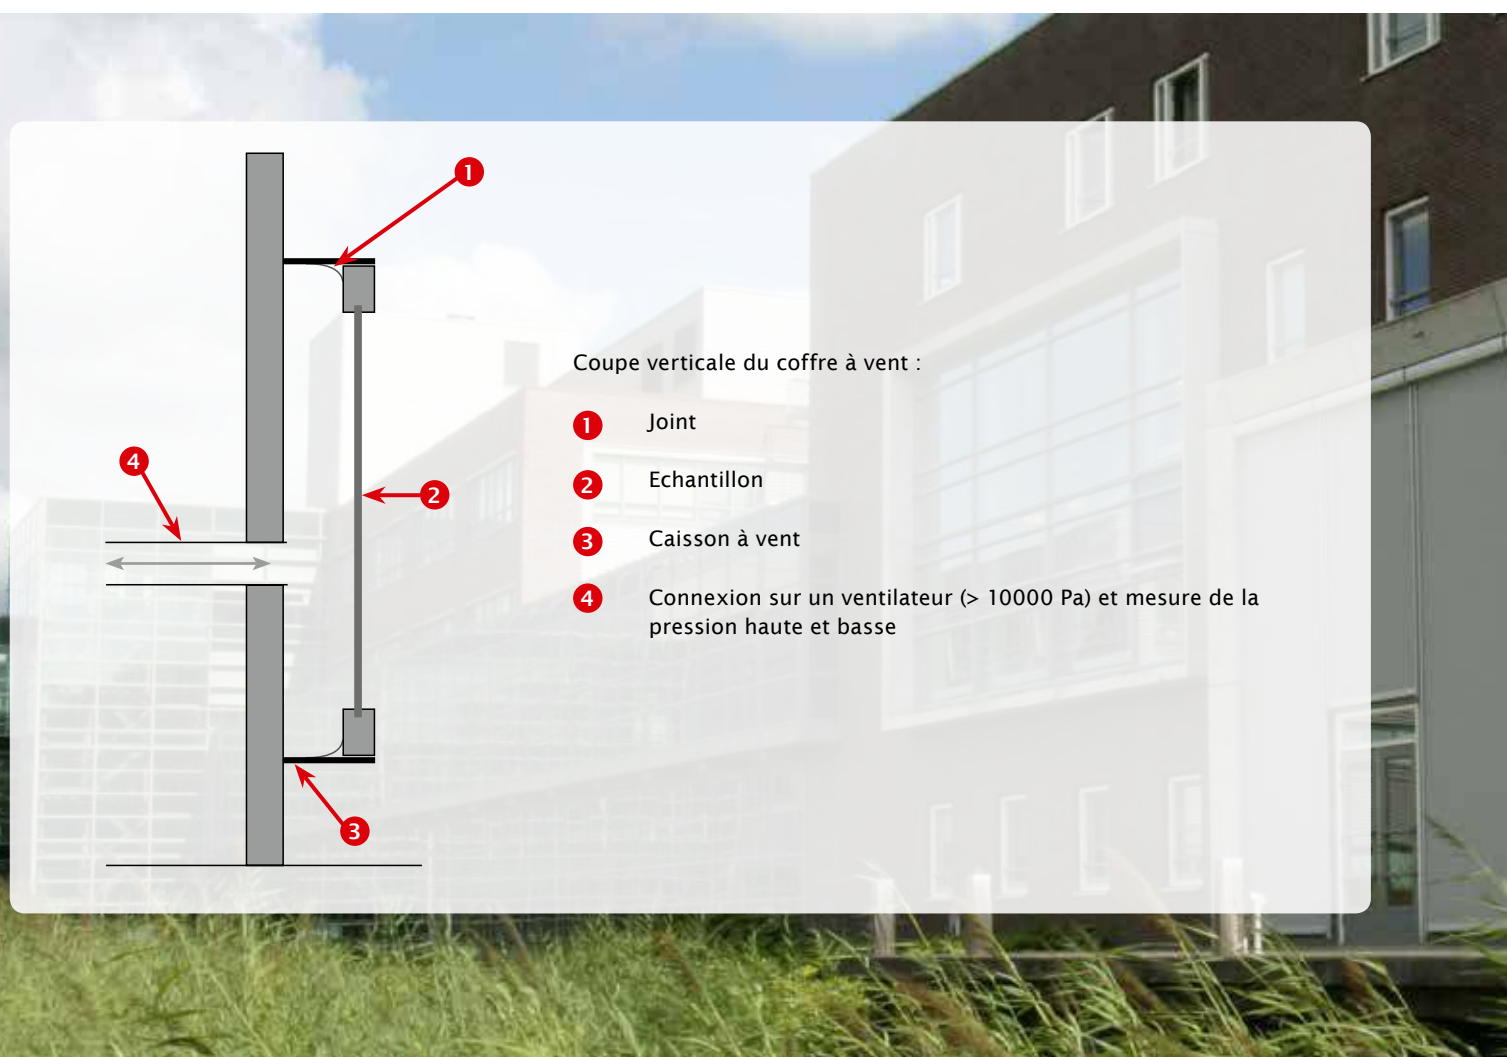 1
4
2
3
Coupe verticale du coffre à vent :
1 Joint
2 Echantillon
3 Caisson à vent
4 Connexion sur un ventilateur (> 10000 Pa) et mesure de la
pression haute et basse